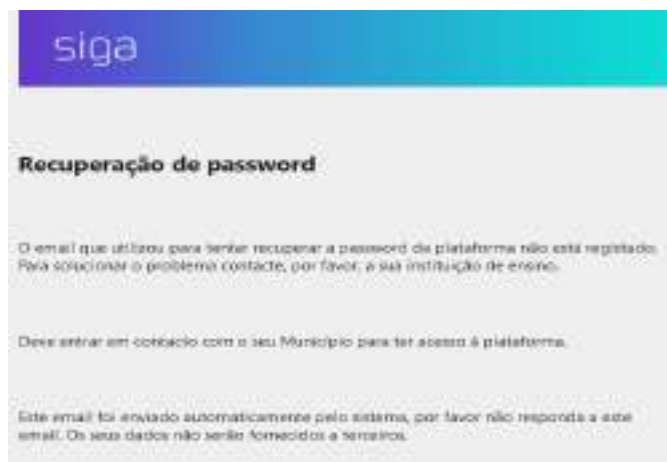 siga
Recuperação de password
O email que utilizou para tentar recuperar a password da plataforma não está registado.
Para solucionar o problema contacte, por favor, a sua instituição de ensino.
Deve entrar em contacto com o seu Município para ter acesso à plataforma.
Este email foi enviado automaticamente pelo sistema, por favor não responda a este
email. Os seus dados não serão fornecidos a terceiros.